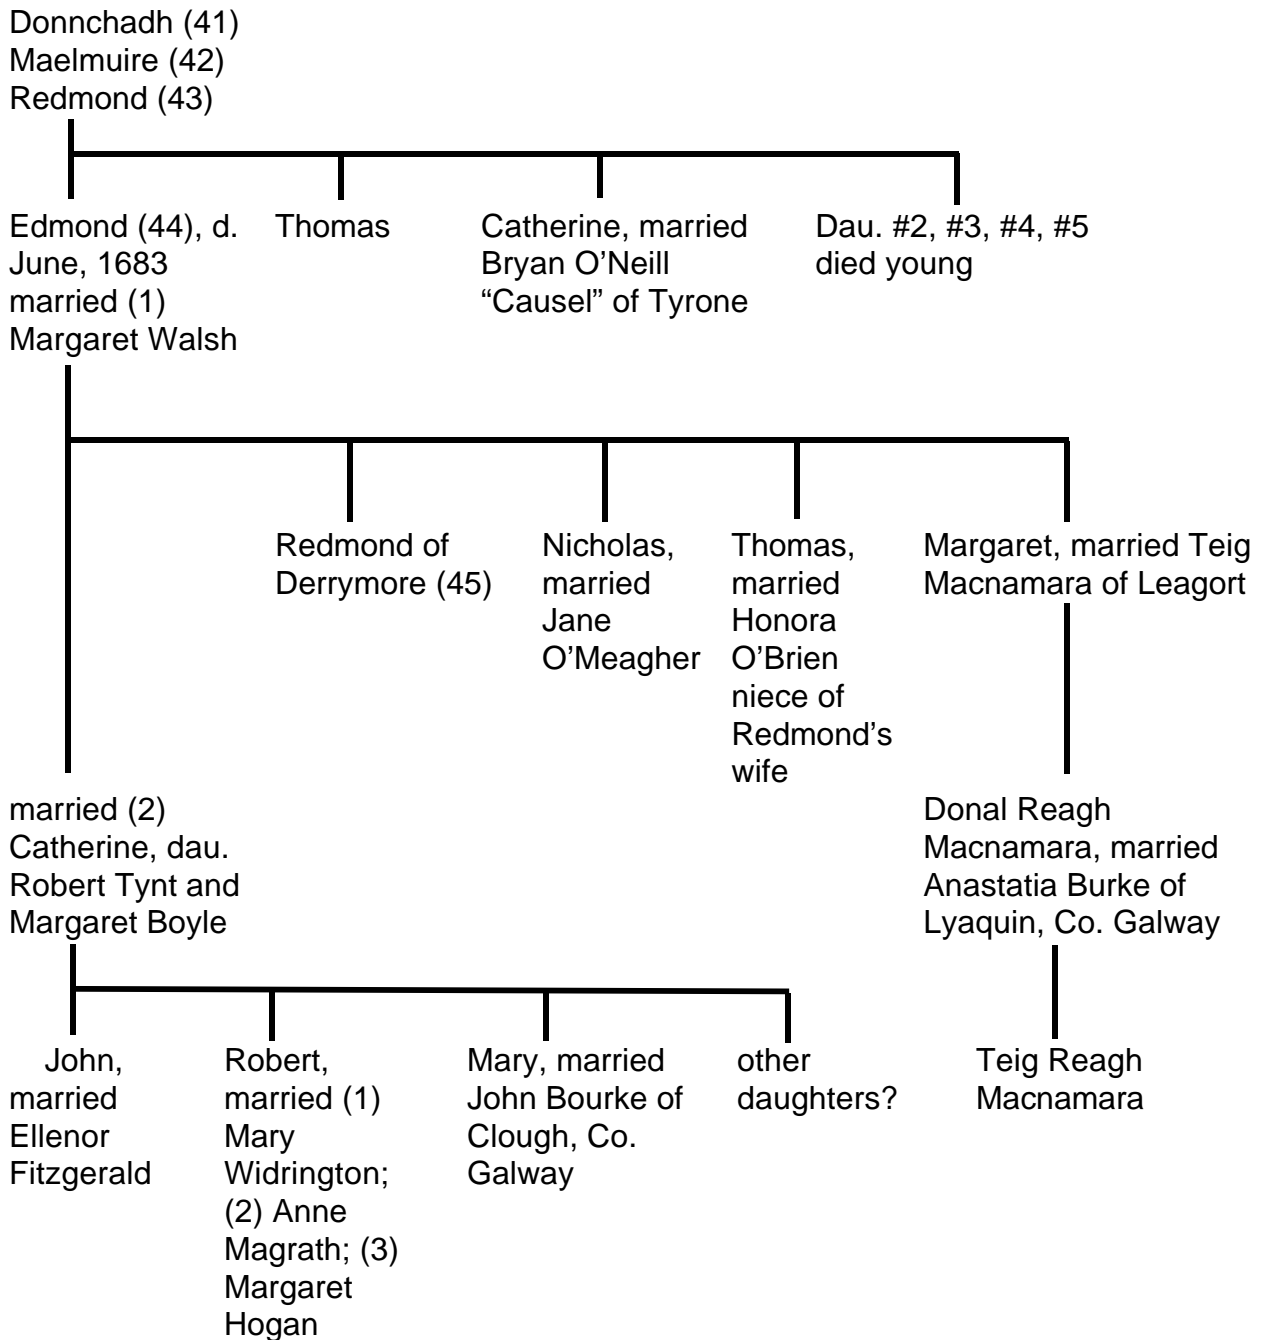 Donnchadh (41)
Maelmuire (42)
Redmond (43)
Edmond (44), d.
June, 1683
married (1)
Margaret Walsh
Thomas
Catherine, married
Bryan O’Neill
“Causel” of Tyrone
Dau. #2, #3, #4, #5
died young
Redmond of
Derrymore (45)
Nicholas,
married
Jane
O’Meagher
Thomas,
married
Honora
O’Brien
niece of
Redmond’s
wife
Margaret, married Teig
Macnamara of Leagort
married (2)
Catherine, dau.
Robert Tynt and
Margaret Boyle
Donal Reagh
Macnamara, married
Anastatia Burke of
Lyaquin, Co. Galway
John,
married
Ellenor
Fitzgerald
Robert,
married (1)
Mary
Widrington;
(2) Anne
Magrath; (3)
Margaret
Hogan
Mary, married
John Bourke of
Clough, Co.
Galway
other
daughters?
Teig Reagh
Macnamara